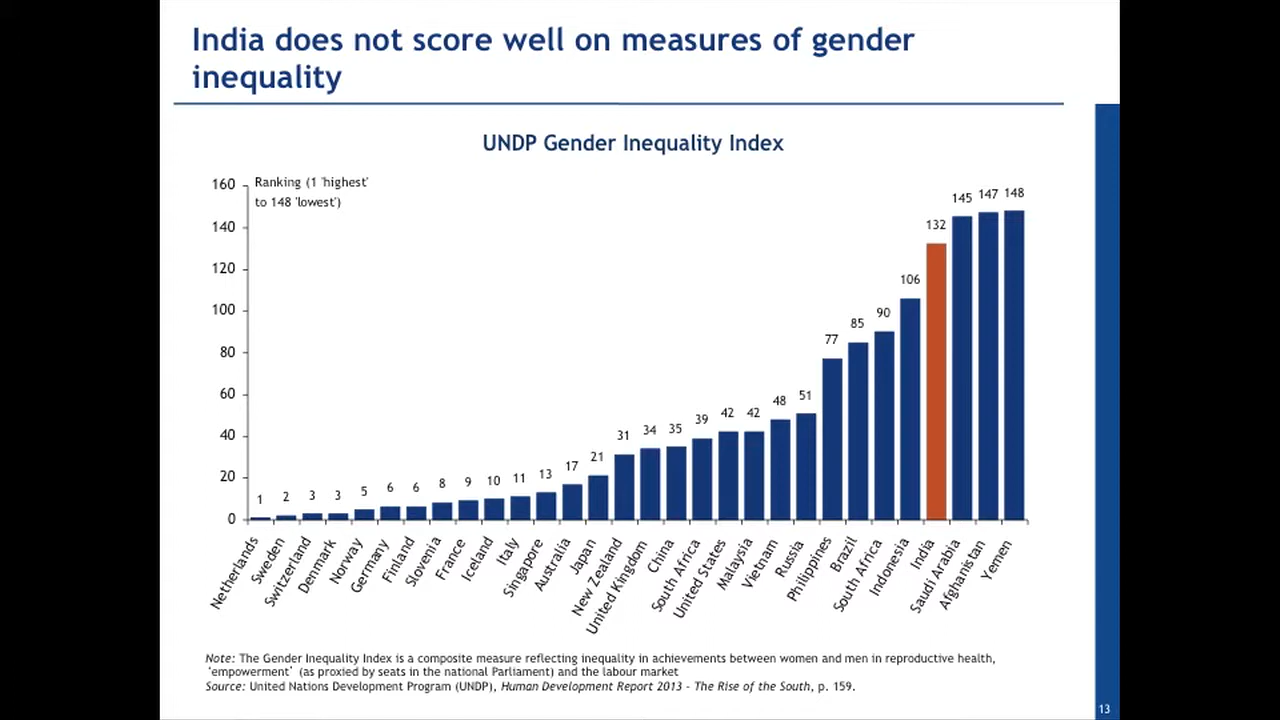 India does not score well on measures of gender
inequality
UNDP Gender Inequality Index
Ranking (1 'highest'
to 148 'lowest')
160
140
120
100
80
60
40
20
0
1 2 3 3 5 6 6 8 9 10 11 13 17 21 31 34 35 39 42 42 48 51 77 85 90 106 132 145 147 148
Netherlands
Sweden
Switzerland
Denmark
Norway
Germany
Finland
Slovenia
France
Iceland
Italy
Singapore
Australia
Japan
New Zealand
United Kingdom
China
South Africa
United States
Malaysia
Vietnam
Russia
Philippines
Brazil
South Africa
Indonesia
India
Saudi Arabia
Afghanistan
Yemen
Note: The Gender Inequality Index is a composite measure reflecting inequality in achievements between women and men in reproductive health,
'empowerment' (as proxied by seats in the national Parliament) and the labour market
Source: United Nations Development Program (UNDP), Human Development Report 2013 - The Rise of the South, p. 159.
13